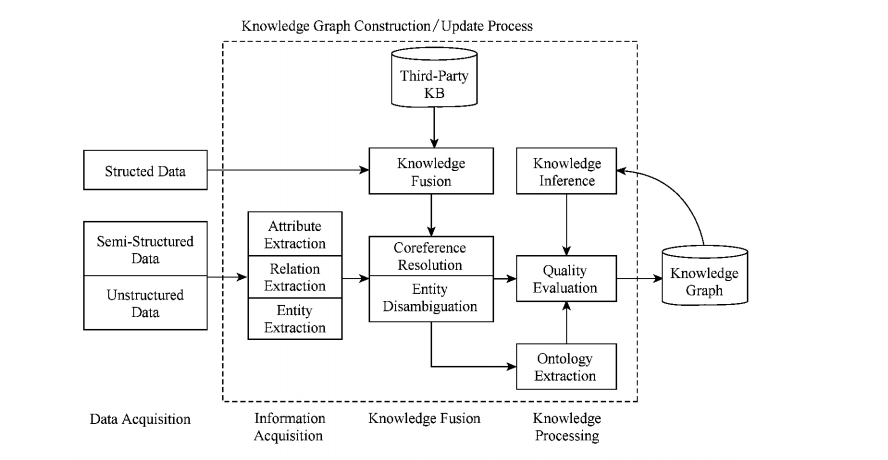 Knowledge Graph Construction/Update Process
Third-Party
KB
Structed Data
Knowledge
Fusion
Knowledge
Inference
Semi-Structured
Data
Unstructured
Data
Attribute
Extraction
Relation
Extraction
Entity
Extraction
Coreference
Resolution
Entity
Disambiguation
Quality
Evaluation
Knowledge
Graph
Ontology
Extraction
Data Acquisition
Information
Acquisition
Knowledge Fusion
Knowledge
Processing